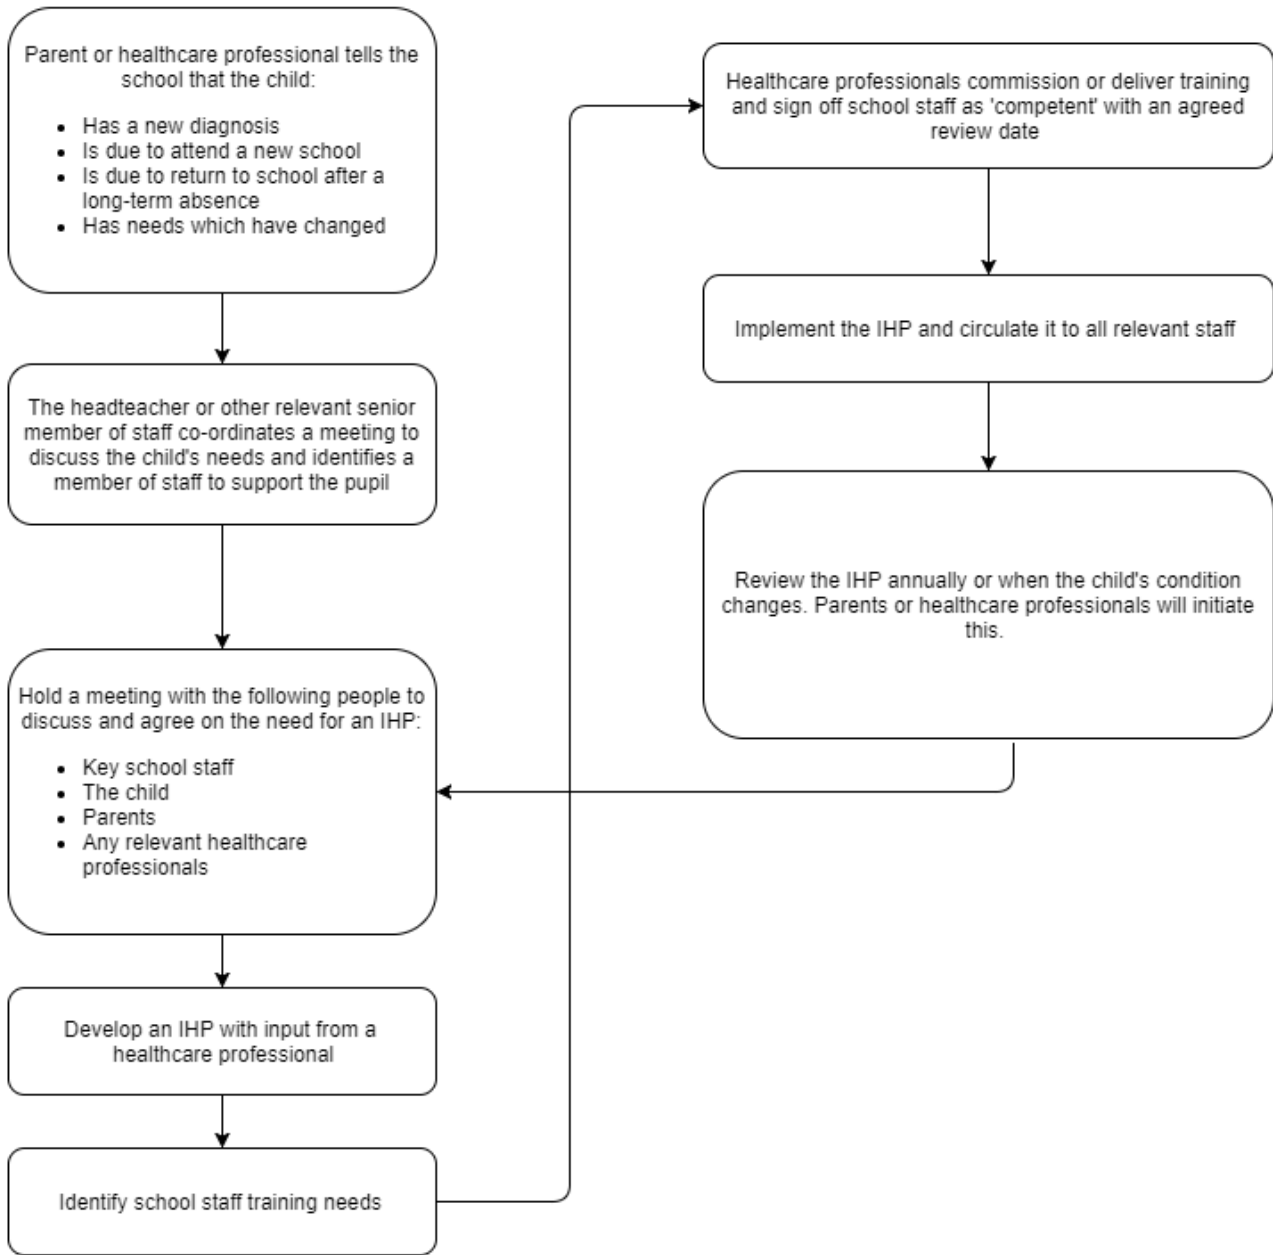 Parent or healthcare professional tells the
school that the child:
• Has a new diagnosis
• Is due to attend a new school
• Is due to return to school after a
long-term absence
• Has needs which have changed
The headteacher or other relevant senior
member of staff co-ordinates a meeting to
discuss the child's needs and identifies a
member of staff to support the pupil
Hold a meeting with the following people to
discuss and agree on the need for an IHP:
• Key school staff
• The child
• Parents
• Any relevant healthcare
professionals
Develop an IHP with input from a
healthcare professional
Identify school staff training needs
Healthcare professionals commission or deliver training
and sign off school staff as 'competent' with an agreed
review date
Implement the IHP and circulate it to all relevant staff
Review the IHP annually or when the child's condition
changes. Parents or healthcare professionals will initiate
this.